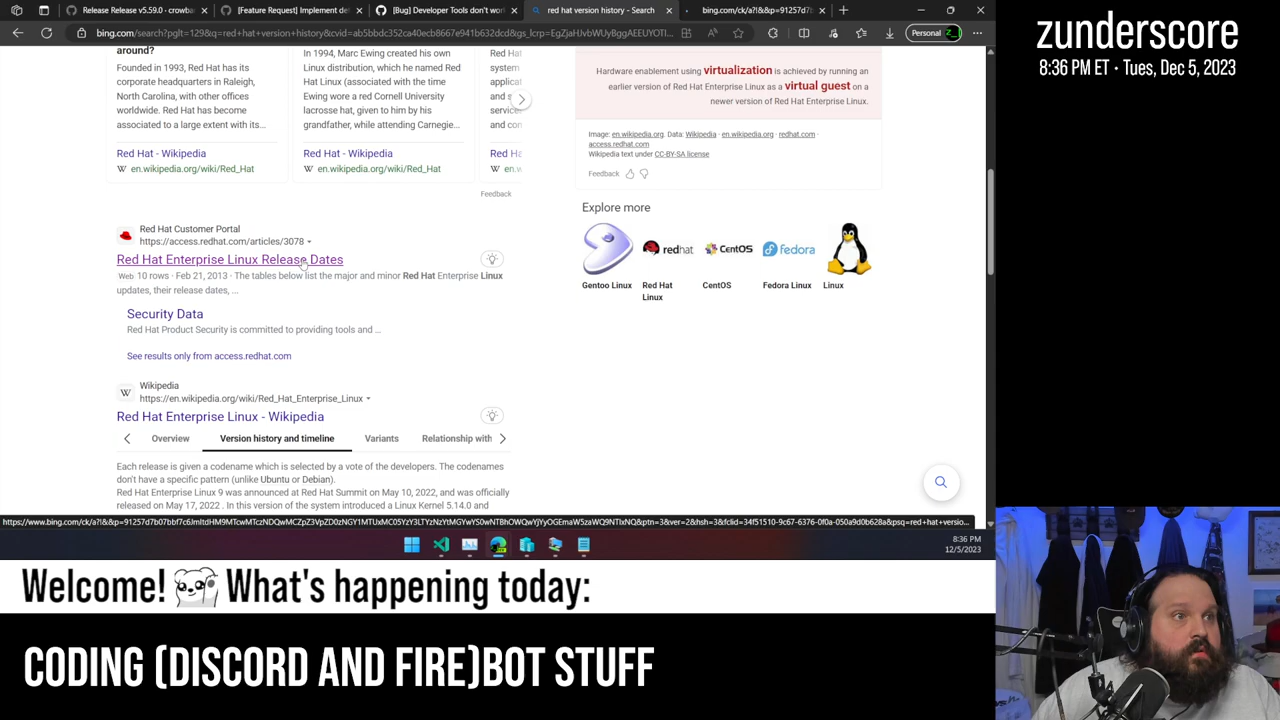 Release Release v5.59.0 · crowba
[Feature Request] Implement de
[Bug] Developer Tools don't wor
red hat version history - Search
bing.com/ck/a?!&&p=91257d
bing.com/search?pglt=129&q=red+hat+version+history&cvid=
Personal
around?
Founded in 1993, Red Hat has its
corporate headquarters in Raleigh,
North Carolina, with other offices
worldwide. Red Hat has become
associated to a large extent with its...
Red Hat - Wikipedia
en.wikipedia.org/wiki/Red_Hat
In 1994, Marc Ewing created his own
Linux distribution, which he named Red
Hat Linux (associated with the time
Ewing wore a red Cornell University
lacrosse hat, given to him by his
grandfather, while attending Carnegie...
Red Hat - Wikipedia
en.wikipedia.org/wiki/Red_Hat
system
applicat
and s
service
and con
Red Ha
en.w
Feedback
Hardware enablement using virtualization is achieved by running an
earlier version of Red Hat Enterprise Linux as a virtual guest on a
newer version of Red Hat Enterprise Linux.
Image: en.wikipedia.org. Data: Wikipedia · en.wikipedia.org · redhat.com ·
access.redhat.com
Wikipedia text under CC-BY-SA license
Feedback
Explore more
redhat
CentOS
fedora
Gentoo Linux
Red Hat
Linux
CentOS
Fedora Linux
Linux
Red Hat Customer Portal
https://access.redhat.com/articles/3078
Red Hat Enterprise Linux Release Dates
Web 10 rows · Feb 21, 2013 · The tables below list the major and minor Red Hat Enterprise Linux
updates, their release dates, ...
Security Data
Red Hat Product Security is committed to providing tools and ...
See results only from access.redhat.com
Wikipedia
https://en.wikipedia.org/wiki/Red_Hat_Enterprise_Linux
Red Hat Enterprise Linux - Wikipedia
Overview
Version history and timeline
Variants
Relationship with
Each release is given a codename which is selected by a vote of the developers. The codenames
don't have a specific pattern (unlike Ubuntu or Debian).
Red Hat Enterprise Linux 9 was announced at Red Hat Summit on May 10, 2022, and was officially
released on May 17, 2022 . In this version of the system introduced a Linux Kernel 5.14.0 and
8:36 PM
12/5/2023
zunderscore
8:36 PM ET · Tues, Dec 5, 2023
Welcome! What's happening today:
CODING (DISCORD AND FIRE)BOT STUFF